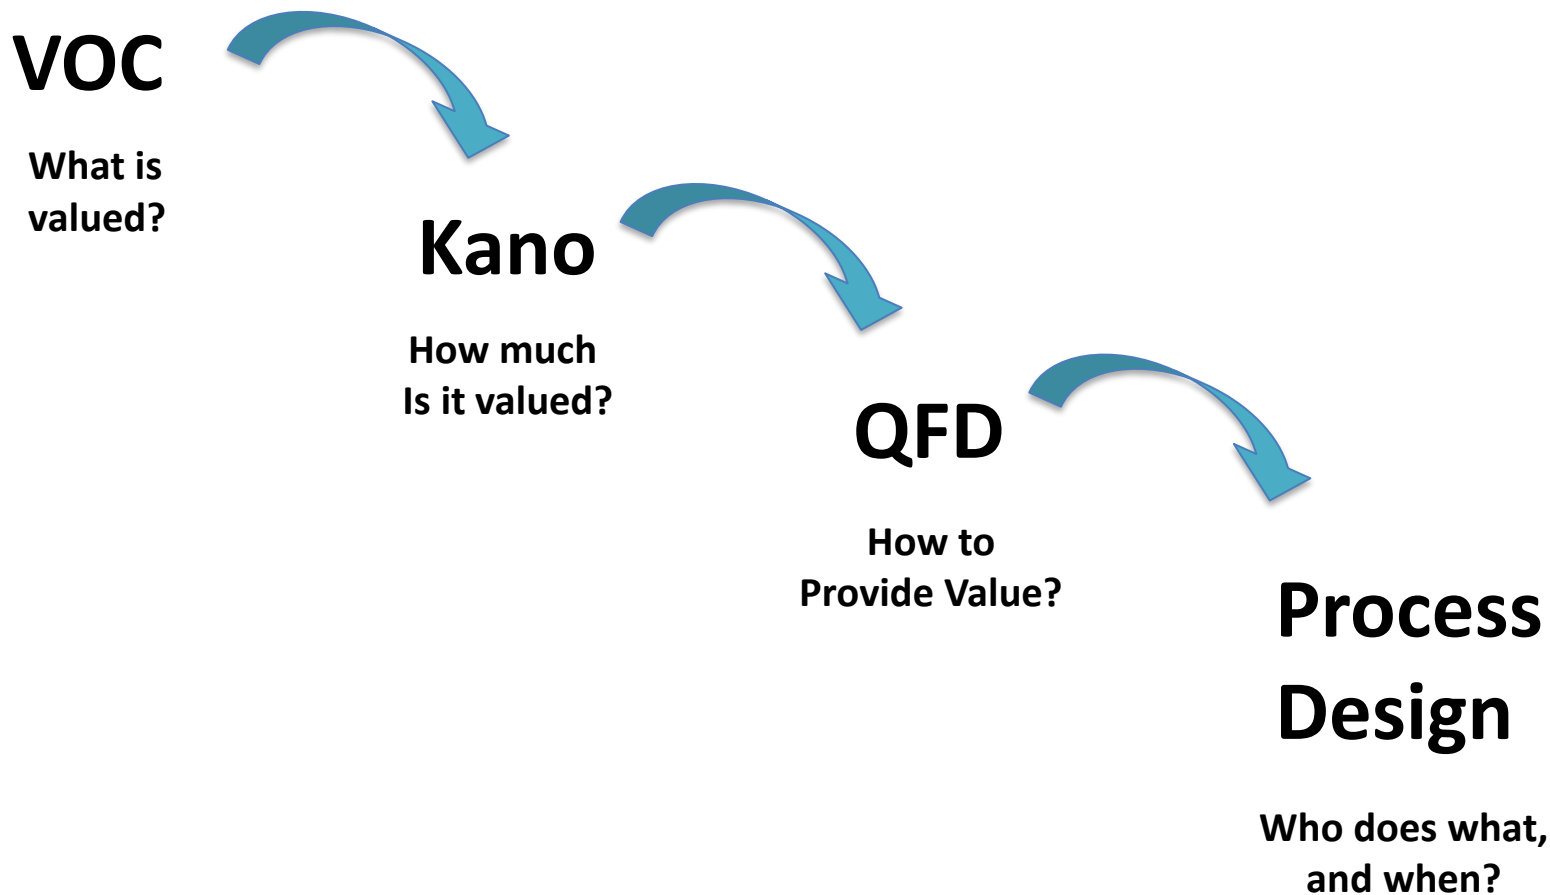 VOC
What is
valued?
Kano
How much
Is it valued?
QFD
How to
Provide Value?
Process
Design
Who does what,
and when?